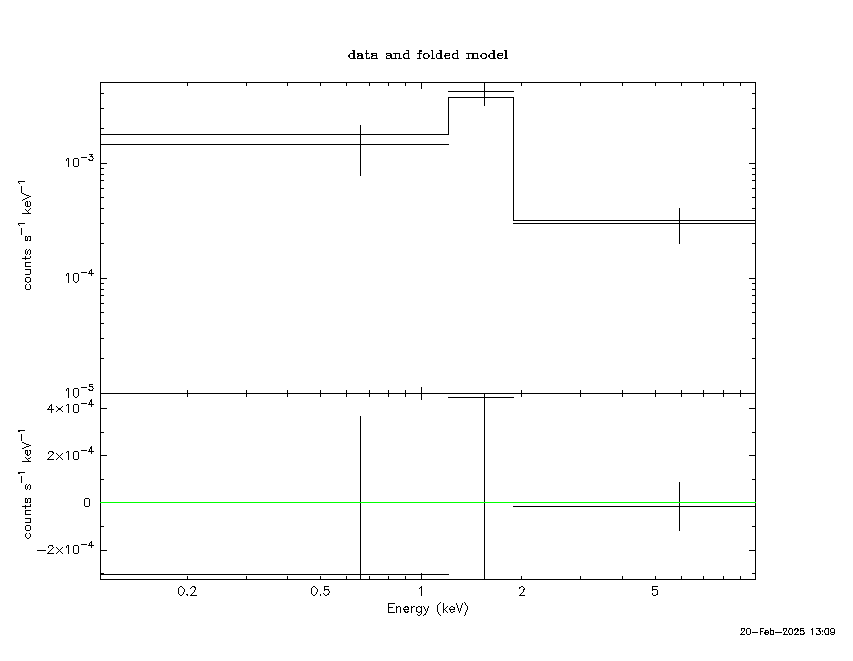 data and folded model
counts s⁻¹ keV⁻¹
10⁻³
10⁻⁴
10⁻⁵
counts s⁻¹ keV⁻¹
4×10⁻⁴
2×10⁻⁴
0
−2×10⁻⁴
0.2 0.5 1 2 5
Energy (keV)
20−Feb−2025 13:09